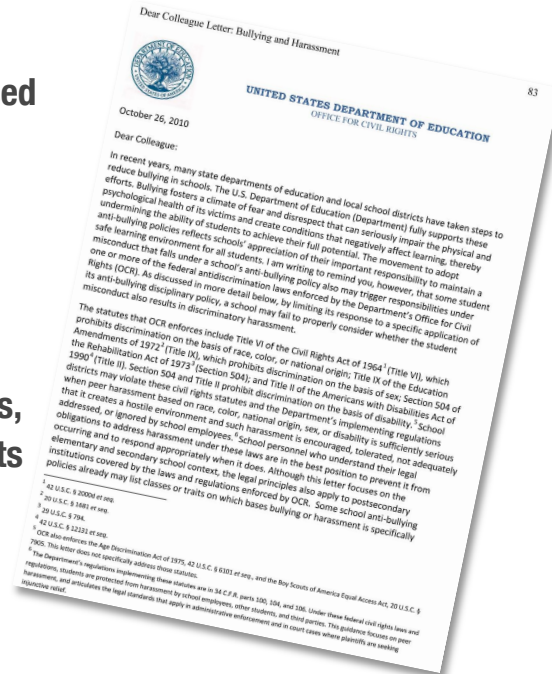 ed
s,
ts
Dear Colleague Letter: Bullying and Harassment
83
UNITED STATES DEPARTMENT OF EDUCATION
OFFICE FOR CIVIL RIGHTS
October 26, 2010
Dear Colleague:
In recent years, many state departments of education and local school districts have taken steps to
reduce bullying in schools. The U.S. Department of Education (Department) fully supports these
efforts. Bullying fosters a climate of fear and disrespect that can seriously impair the physical and
psychological health of its victims and create conditions that negatively affect learning, thereby
undermining the ability of students to achieve their full potential. The movement to adopt
anti-bullying policies reflects schools' appreciation of their important responsibility to maintain a
safe learning environment for all students. I am writing to remind you, however, that some student
misconduct that falls under a school's anti-bullying policy also may trigger responsibilities under
one or more of the federal antidiscrimination laws enforced by the Department's Office for Civil
Rights (OCR). As discussed in more detail below, by limiting its response to a specific application of
its anti-bullying disciplinary policy, a school may fail to properly consider whether the student
misconduct also results in discriminatory harassment.
The statutes that OCR enforces include Title VI of the Civil Rights Act of 1964¹ (Title VI), which
prohibits discrimination on the basis of race, color, or national origin; Title IX of the Education
Amendments of 1972² (Title IX), which prohibits discrimination on the basis of sex; Section 504 of
the Rehabilitation Act of 1973³ (Section 504); and Title II of the Americans with Disabilities Act of
1990⁴ (Title II). Section 504 and Title II prohibit discrimination on the basis of disability.⁵ School
districts may violate these civil rights statutes and the Department's implementing regulations
when peer harassment based on race, color, national origin, sex, or disability is sufficiently serious
that it creates a hostile environment and such harassment is encouraged, tolerated, not adequately
addressed, or ignored by school employees.⁶ School personnel who understand their legal
obligations to address harassment under these laws are in the best position to prevent it from
occurring and to respond appropriately when it does. Although this letter focuses on the
elementary and secondary school context, the legal principles also apply to postsecondary
institutions covered by the laws and regulations enforced by OCR. Some school anti-bullying
policies already may list classes or traits on which bases bullying or harassment is specifically
¹ 42 U.S.C. § 2000d et seq.
² 20 U.S.C. § 1681 et seq.
³ 29 U.S.C. § 794.
⁴ 42 U.S.C. § 12131 et seq.
⁵ OCR also enforces the Age Discrimination Act of 1975, 42 U.S.C. § 6101 et seq., and the Boy Scouts of America Equal Access Act, 20 U.S.C. §
7905. This letter does not specifically address those statutes.
⁶ The Department's regulations implementing these statutes are in 34 C.F.R. parts 100, 104, and 106. Under these federal civil rights laws and
regulations, students are protected from harassment by school employees, other students, and third parties. This guidance focuses on peer
harassment, and articulates the legal standards that apply in administrative enforcement and in court cases where plaintiffs are seeking
injunctive relief.